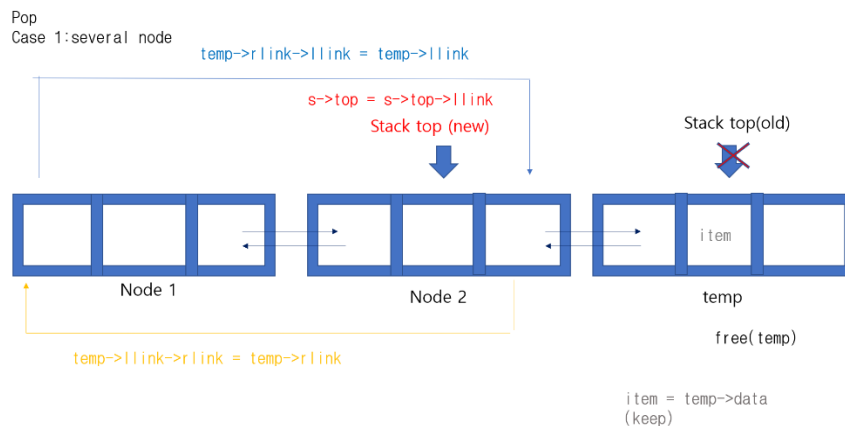 Pop
Case 1:several node
temp->rlink->llink = temp->llink
s->top = s->top->llink
Stack top (new)
Stack top(old)
item
Node 1
Node 2
temp
free(temp)
temp->llink->rlink = temp->rlink
item = temp->data
(keep)